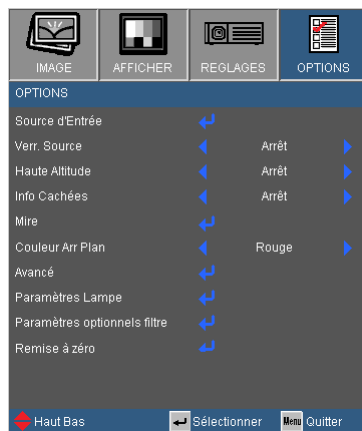 IMAGE AFFICHER REGLAGES OPTIONS
OPTIONS
Source d'Entrée
Verr. Source Arrêt
Haute Altitude Arrêt
Info Cachées Arrêt
Mire
Couleur Arr Plan Rouge
Avancé
Paramètres Lampe
Paramètres optionnels filtre
Remise à zéro
Haut Bas Sélectionner Menu Quitter